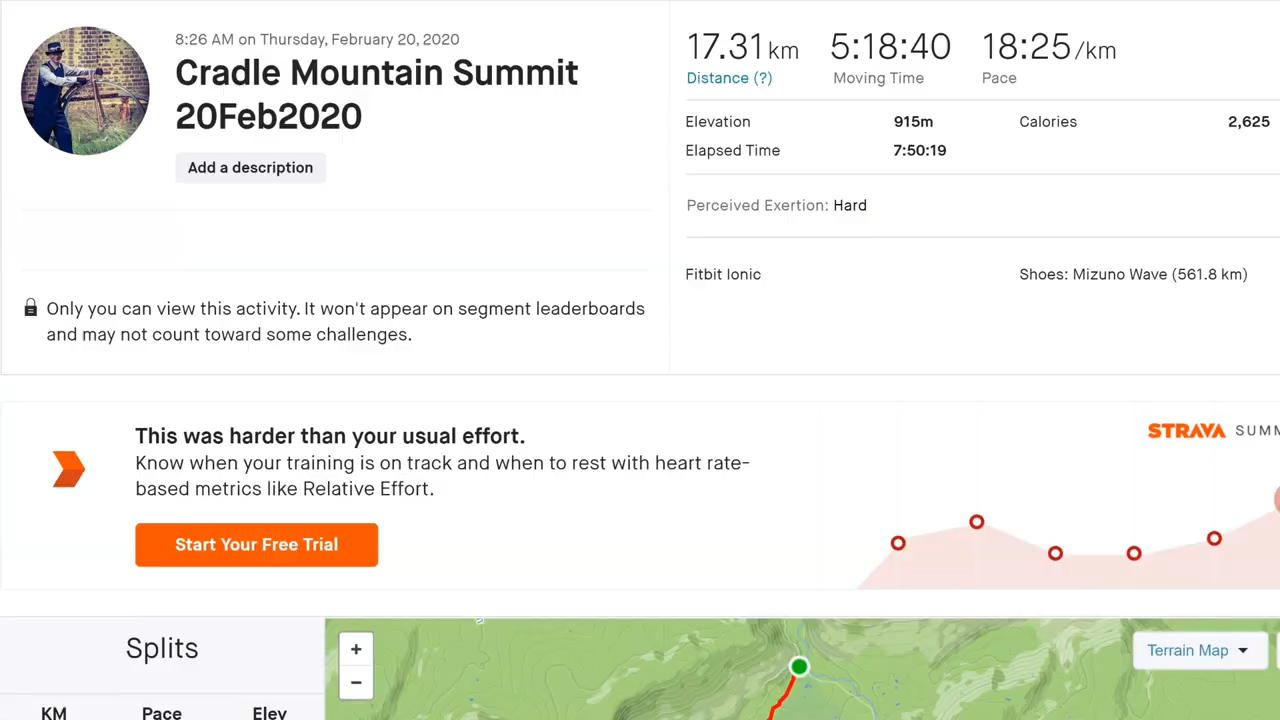 8:26 AM on Thursday, February 20, 2020
Cradle Mountain Summit
20Feb2020
Add a description
Only you can view this activity. It won't appear on segment leaderboards
and may not count toward some challenges.
17.31 km 5:18:40 18:25/km
Distance (?) Moving Time Pace
Elevation 915m Calories 2,625
Elapsed Time 7:50:19
Perceived Exertion: Hard
Fitbit Ionic Shoes: Mizuno Wave (561.8 km)
This was harder than your usual effort.
Know when your training is on track and when to rest with heart rate-
based metrics like Relative Effort.
Start Your Free Trial
STRAVA SUMM
Splits
KM Pace Elev
+
−
Terrain Map